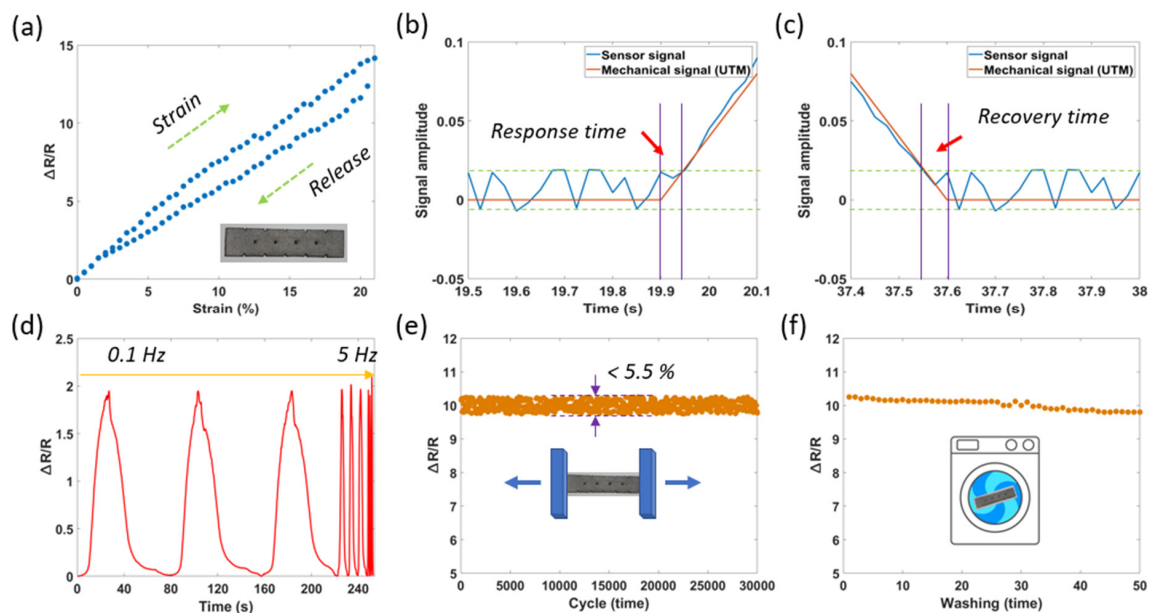 (a)
15
10
5
0
ΔR/R
0 5 10 15 20
Strain (%)
Strain
Release
(b)
0.1
0.05
0
-0.05
Signal amplitude
Sensor signal
Mechanical signal (UTM)
Response time
19.5 19.6 19.7 19.8 19.9 20 20.1
Time (s)
(c)
0.1
0.05
0
-0.05
Signal amplitude
Sensor signal
Mechanical signal (UTM)
Recovery time
37.4 37.5 37.6 37.7 37.8 37.9 38
Time (s)
(d)
2.5
2
1.5
1
0.5
0
ΔR/R
0.1 Hz
5 Hz
0 40 80 120 160 200 240
Time (s)
(e)
12
11
10
9
8
7
6
5
ΔR/R
< 5.5 %
0 5000 10000 15000 20000 25000 30000
Cycle (time)
(f)
12
11
10
9
8
7
6
5
ΔR/R
0 10 20 30 40 50
Washing (time)